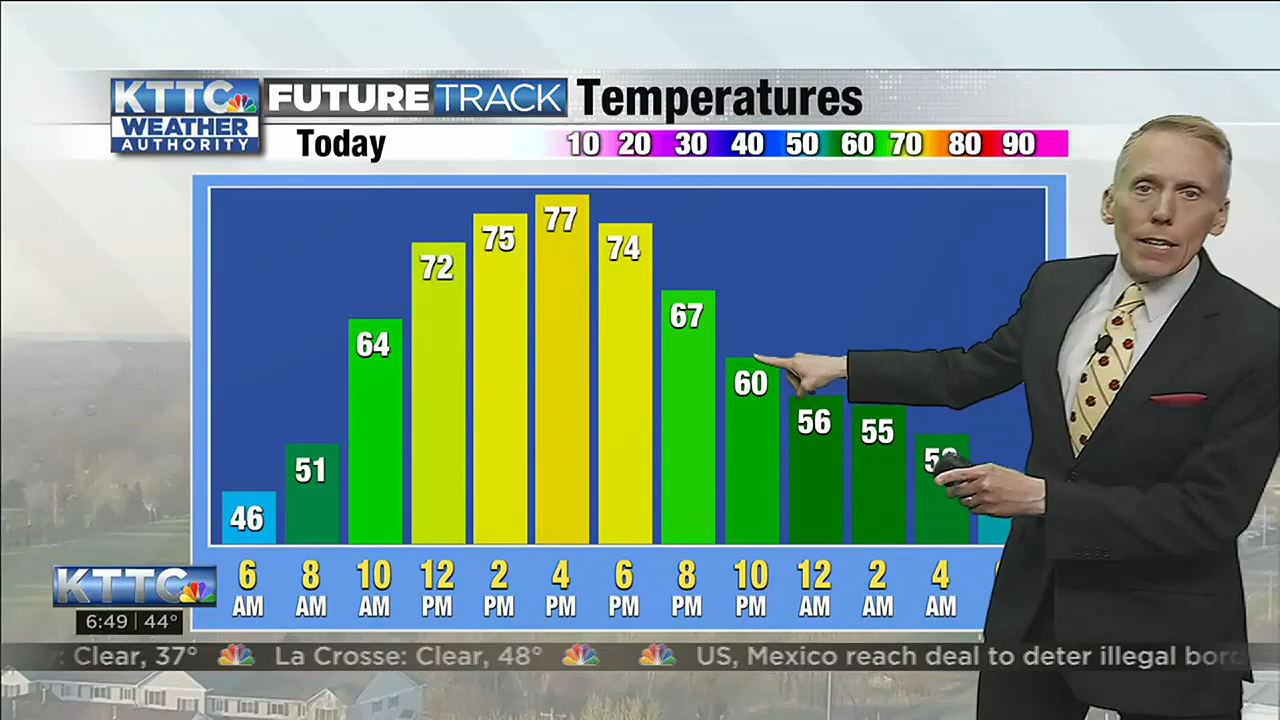 KTTC FUTURETRACK Temperatures
WEATHER
AUTHORITY
Today 10 20 30 40 50 60 70 80 90
46 51 64 72 75 77 74 67 60 56 55
6 8 10 12 2 4 6 8 10 12 2 4
AM AM AM PM PM PM PM PM PM AM AM AM
KTTC
6:49 44°
: Clear, 37° La Crosse: Clear, 48° US, Mexico reach deal to deter illegal